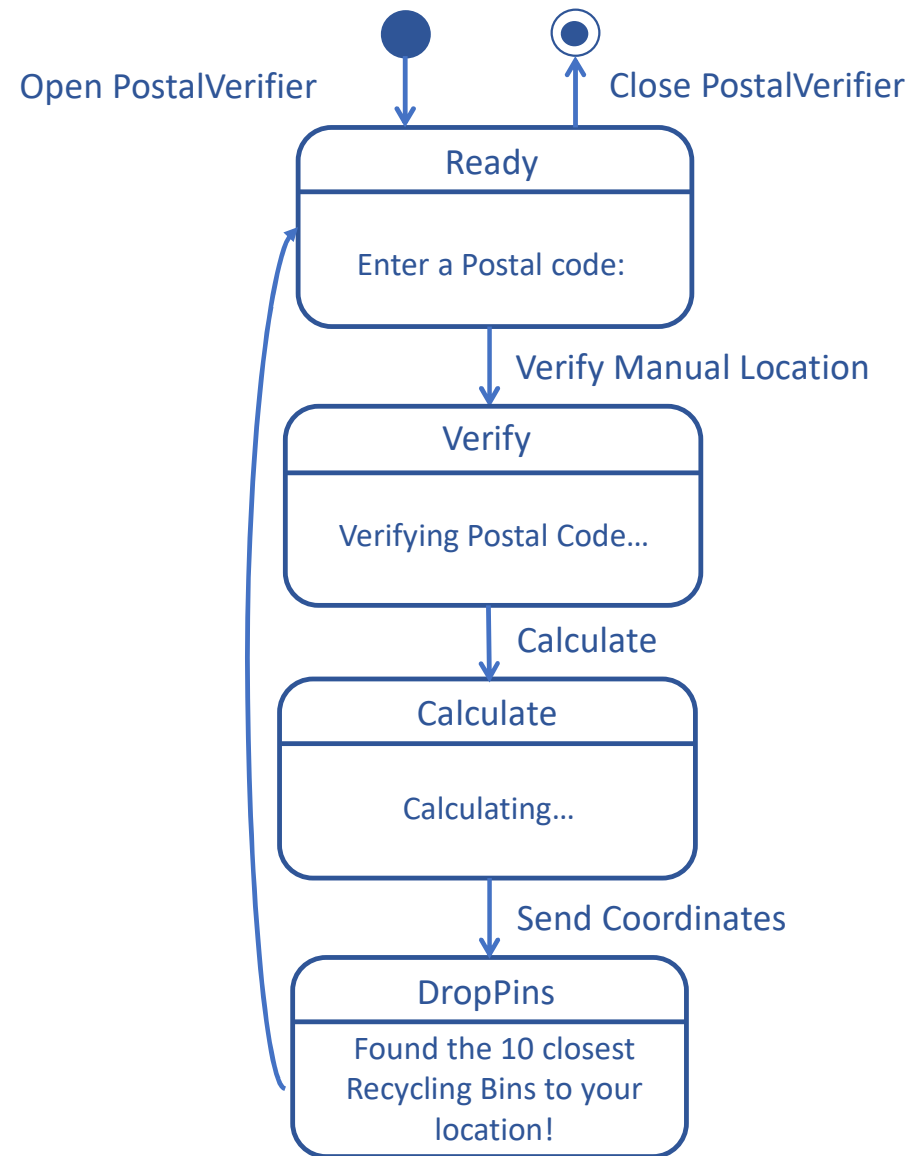 Open PostalVerifier
Close PostalVerifier
Ready
Enter a Postal code:
Verify Manual Location
Verify
Verifying Postal Code…
Calculate
Calculate
Calculating…
Send Coordinates
DropPins
Found the 10 closest
Recycling Bins to your
location!